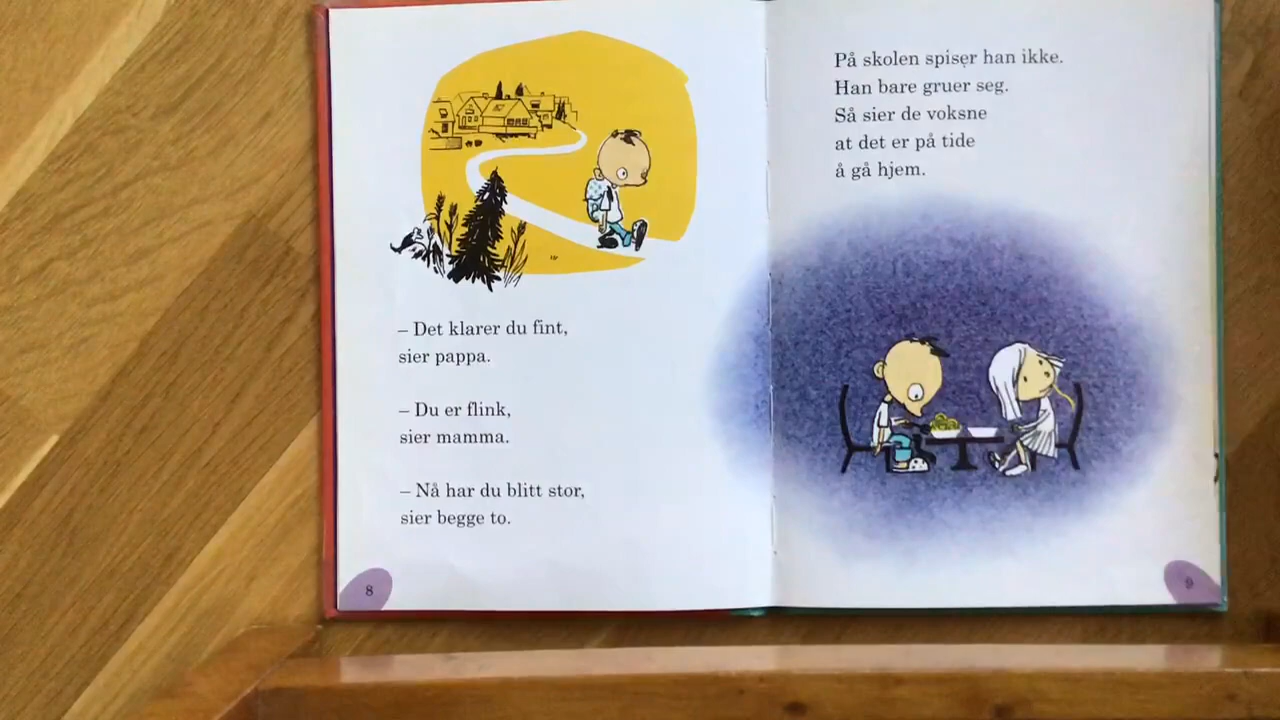 – Det klarer du fint,
sier pappa.
– Du er flink,
sier mamma.
– Nå har du blitt stor,
sier begge to.
8
På skolen spiser han ikke.
Han bare gruer seg.
Så sier de voksne
at det er på tide
å gå hjem.
9